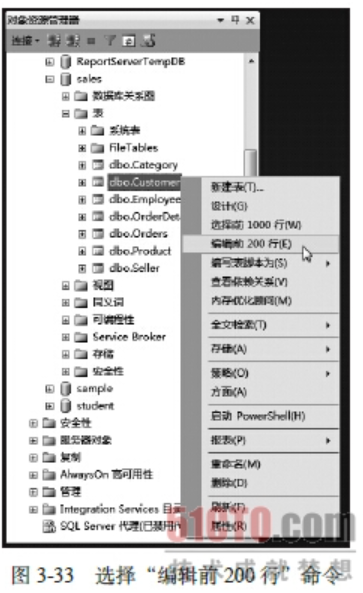 对象资源管理器
连接
ReportServerTempDB
sales
数据库关系图
表
系统表
FileTables
dbo.Category
dbo.Customer
dbo.Employee
dbo.OrderDet
dbo.Orders
dbo.Product
dbo.Seller
视图
同义词
可编程性
Service Broker
存储
安全性
sample
student
安全性
服务器对象
复制
AlwaysOn 高可用性
管理
Integration Services 目录
SQL Server 代理(已禁用代
新建表(T)...
设计(G)
选择前 1000 行(W)
编辑前 200 行(E)
编写表脚本为(S)
查看依赖关系(V)
内存优化顾问(M)
全文检索(T)
存储(A)
策略(O)
方面(A)
启动 PowerShell(H)
报表(P)
重命名(M)
删除(D)
刷新(F)
属性(R)
51CTO.com
技术成就梦想
图 3-33 选择“编辑前 200 行”命令